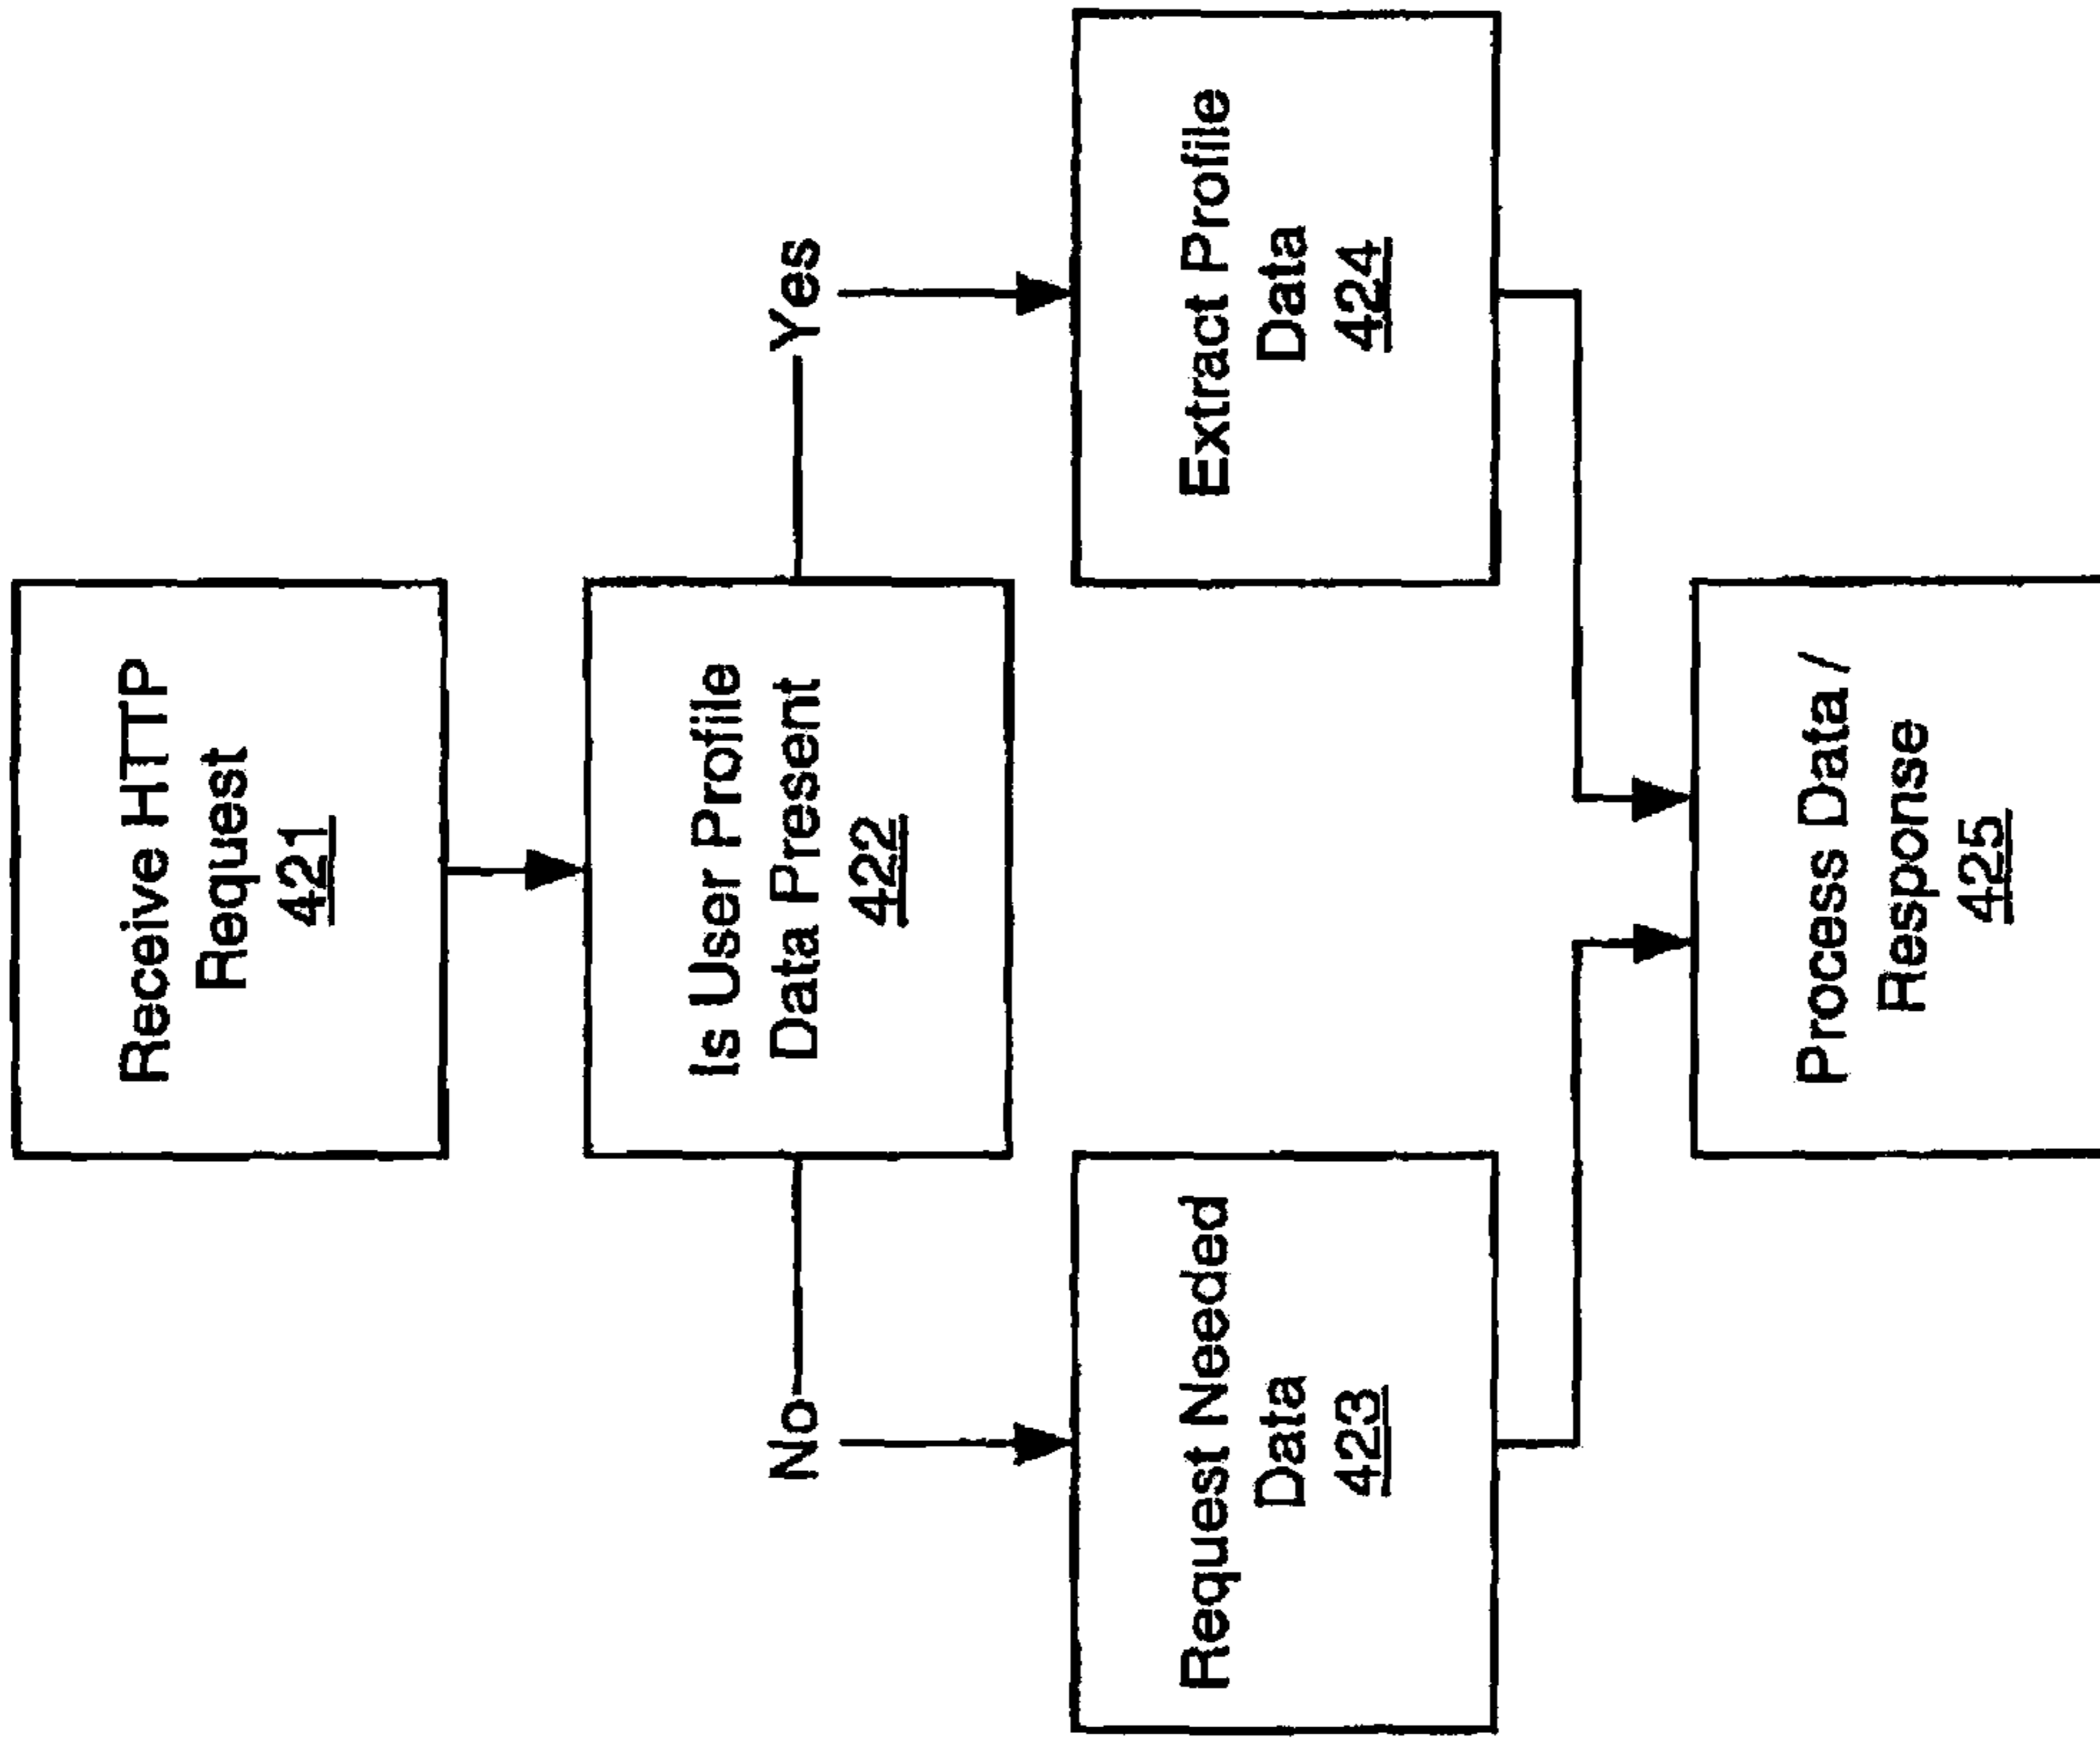 Receive HTTP
Request
421
Is User Profile
Data Present
422
No
Yes
Request Needed
Data
423
Extract Profile
Data
424
Process Data /
Response
425